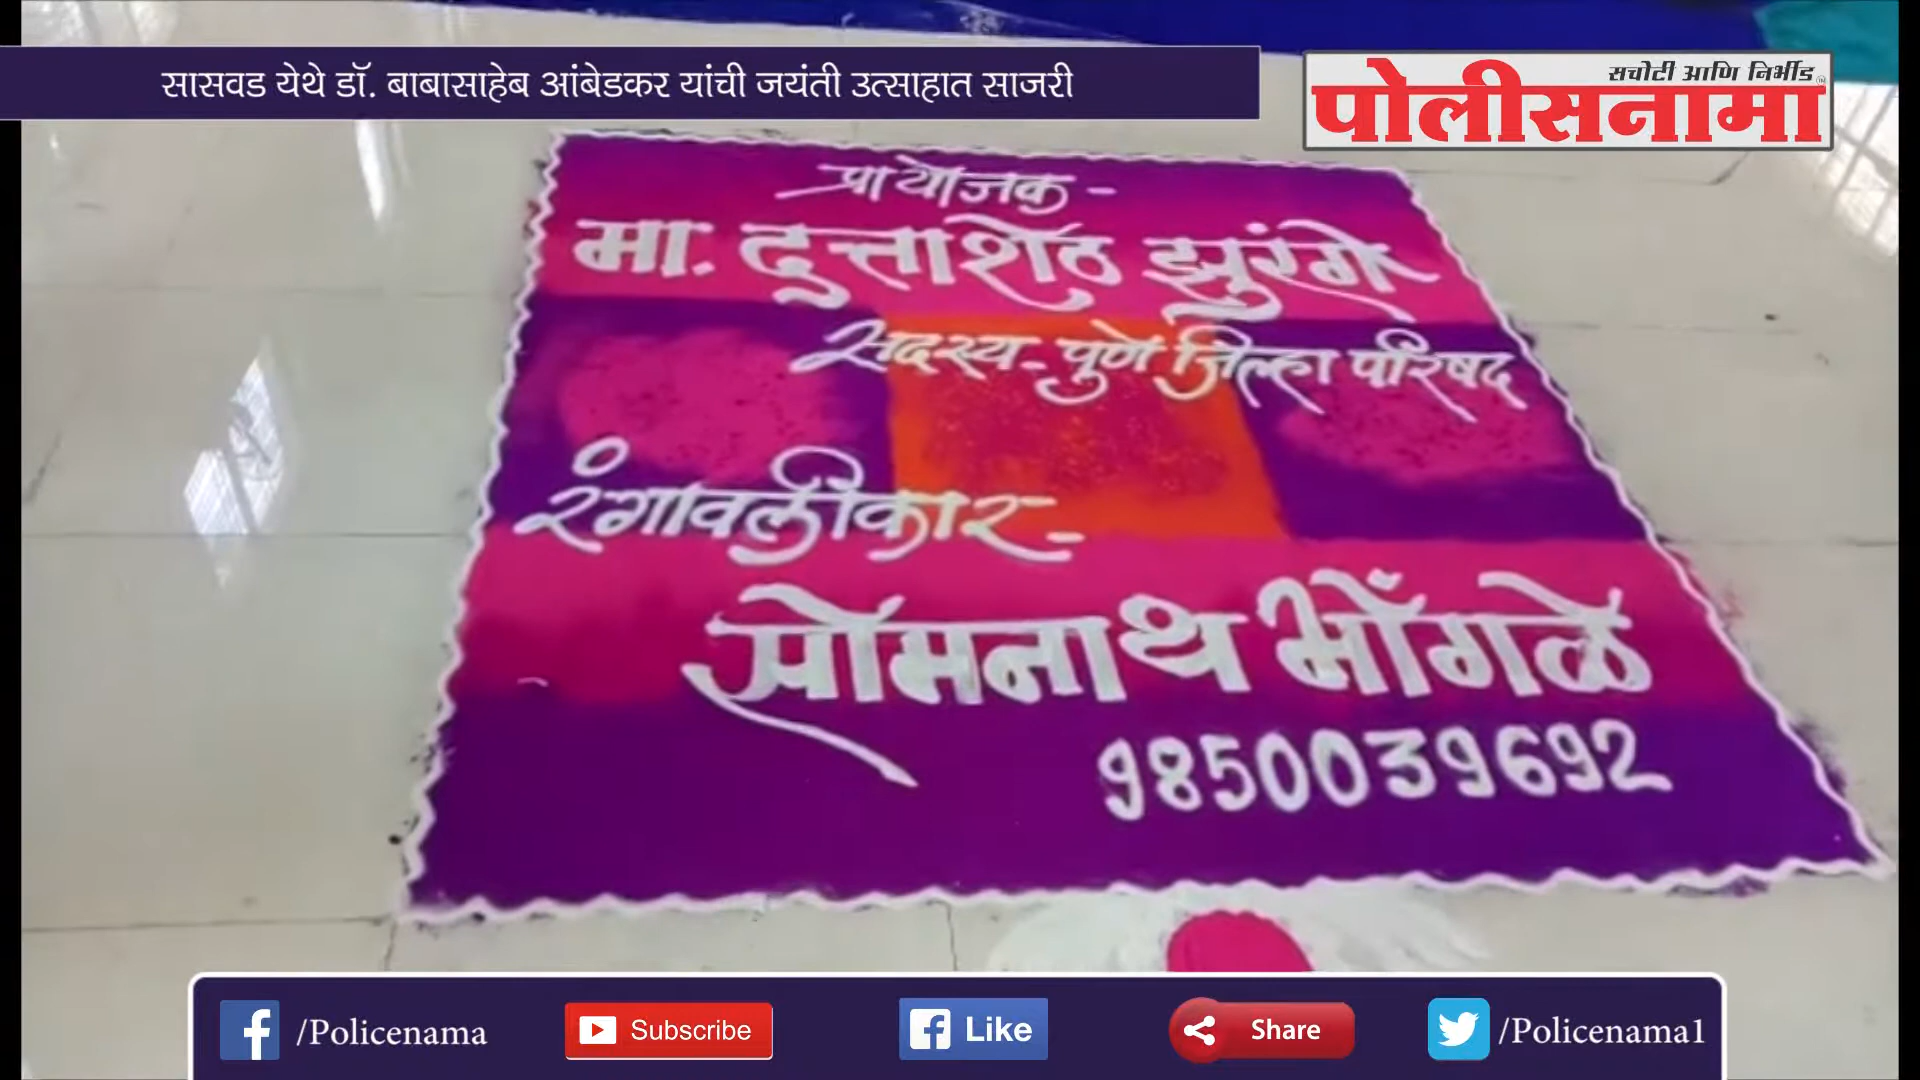 सासवड येथे डॉ. बाबासाहेब आंबेडकर यांची जयंती उत्साहात साजरी
सचोटी आणि निर्भीड
पोलीसनामा
प्रायोजक -
मा. दत्ताशेठ झुरंगे
सदस्य - पुणे जिल्हा परिषद
रंगावलीकार -
सोमनाथ भोंगळे
9850039692
/Policenama
Subscribe
Like
Share
/Policenama1